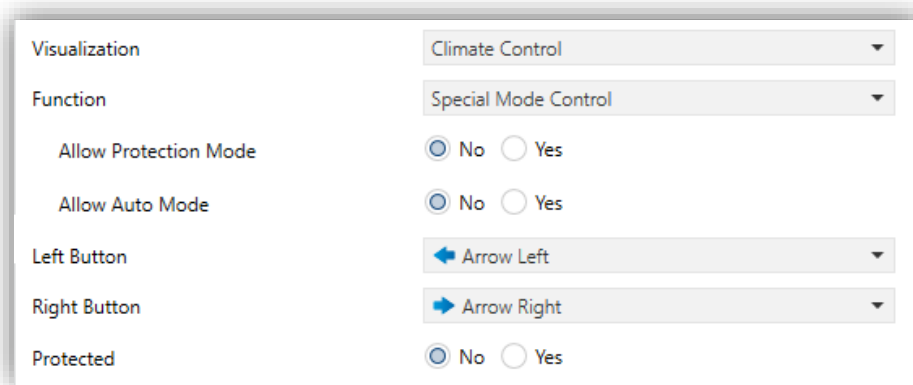 Visualization Climate Control
Function Special Mode Control
Allow Protection Mode No Yes
Allow Auto Mode No Yes
Left Button Arrow Left
Right Button Arrow Right
Protected No Yes